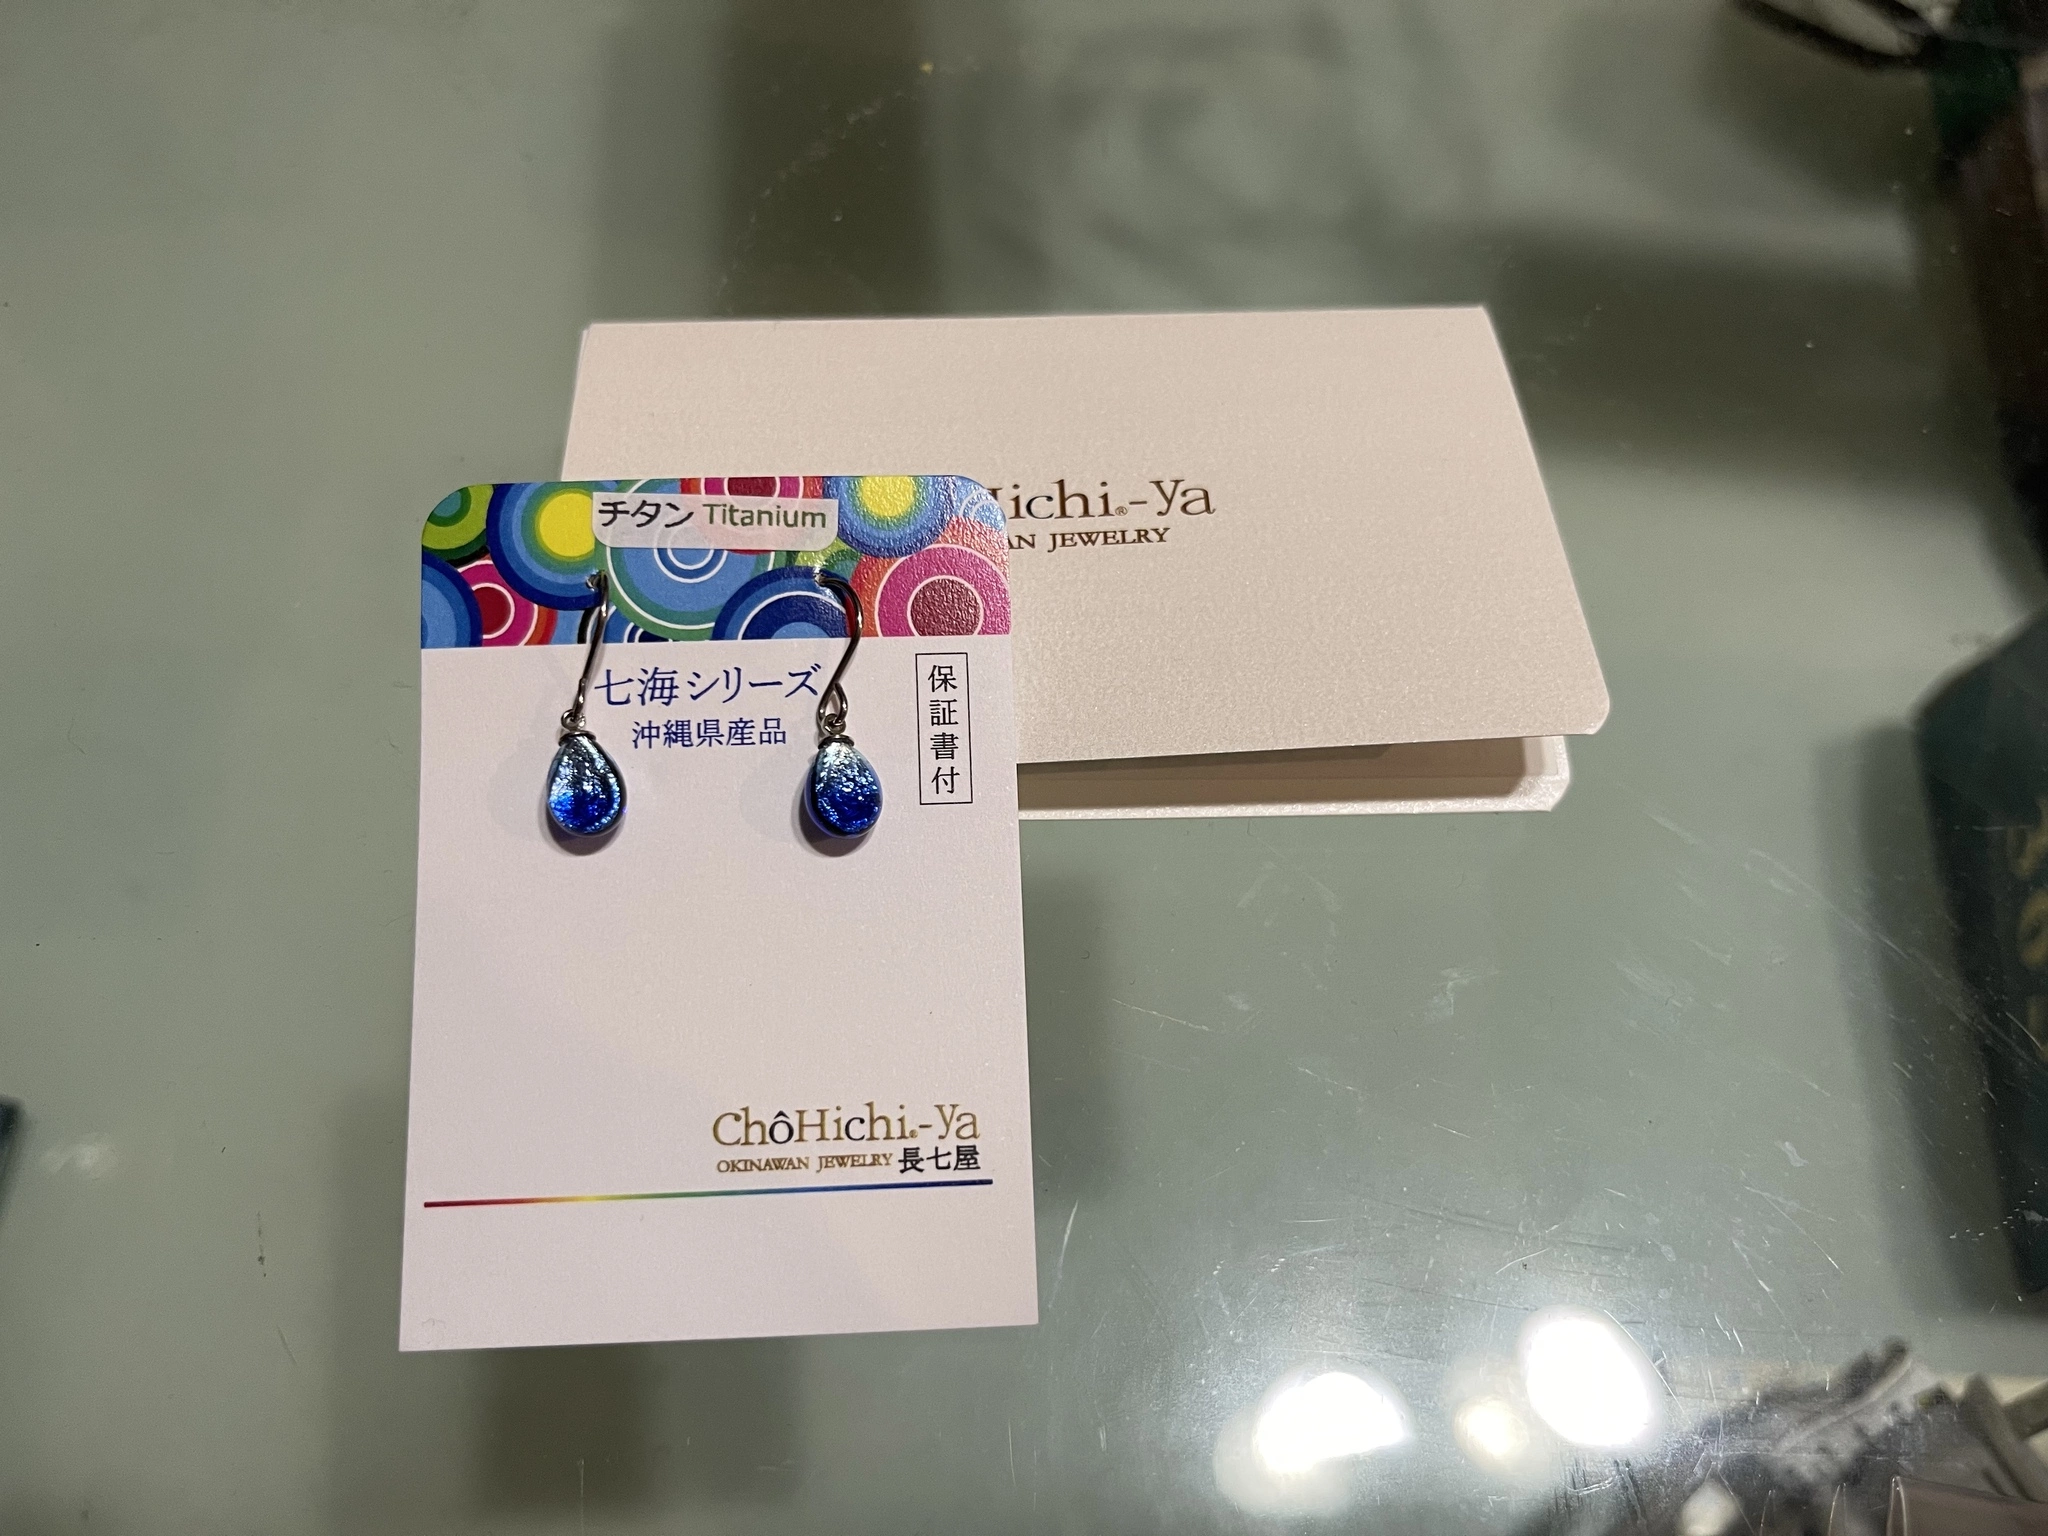 チタン Titanium
七海シリーズ
沖縄県産品
保証書付
ChôHichi®-ya
OKINAWAN JEWELRY 長七屋
Hichi®-ya
JEWELRY